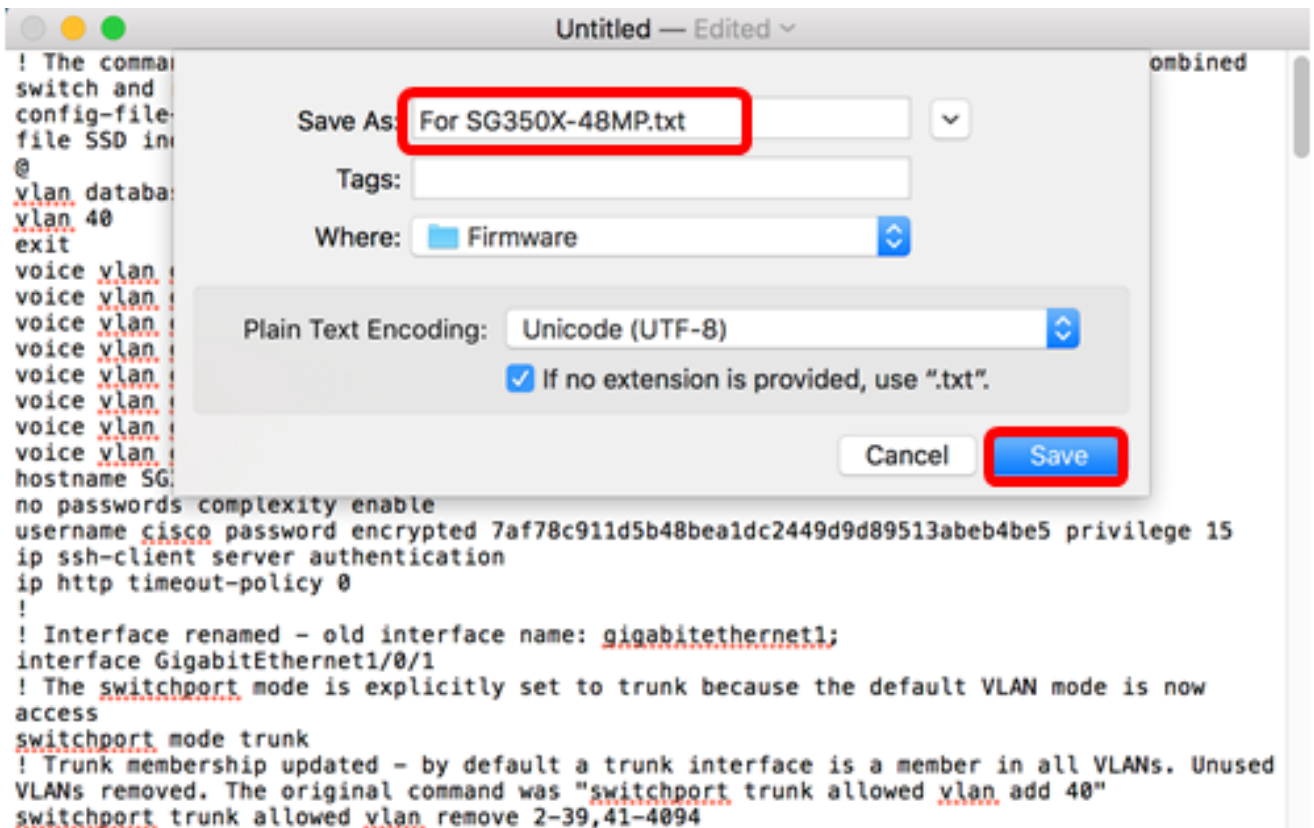 Untitled — Edited
! The comma ombined
switch and
config-file-
file SSD in
@
vlan databa
vlan 40
exit
voice vlan
voice vlan
voice vlan
voice vlan
voice vlan
voice vlan
voice vlan
voice vlan
hostname SG
Save As: For SG350X-48MP.txt
Tags:
Where: Firmware
Plain Text Encoding: Unicode (UTF-8)
If no extension is provided, use “.txt”.
Cancel Save
no passwords complexity enable
username cisco password encrypted 7af78c911d5b48bea1dc2449d9d89513abeb4be5 privilege 15
ip ssh-client server authentication
ip http timeout-policy 0
!
! Interface renamed – old interface name: gigabitethernet1;
interface GigabitEthernet1/0/1
! The switchport mode is explicitly set to trunk because the default VLAN mode is now
access
switchport mode trunk
! Trunk membership updated – by default a trunk interface is a member in all VLANs. Unused
VLANs removed. The original command was "switchport trunk allowed vlan add 40"
switchport trunk allowed vlan remove 2-39,41-4094